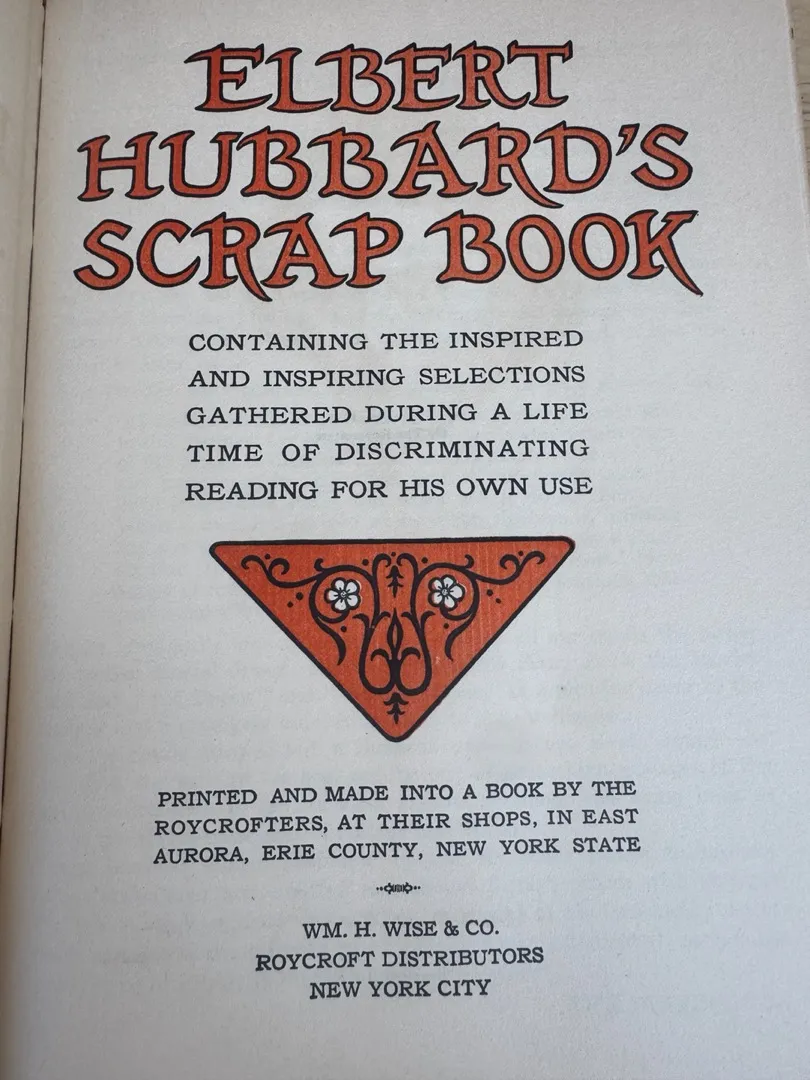 ELBERT
HUBBARD'S
SCRAP BOOK
CONTAINING THE INSPIRED
AND INSPIRING SELECTIONS
GATHERED DURING A LIFE
TIME OF DISCRIMINATING
READING FOR HIS OWN USE
PRINTED AND MADE INTO A BOOK BY THE
ROYCROFTERS, AT THEIR SHOPS, IN EAST
AURORA, ERIE COUNTY, NEW YORK STATE
WM. H. WISE & CO.
ROYCROFT DISTRIBUTORS
NEW YORK CITY